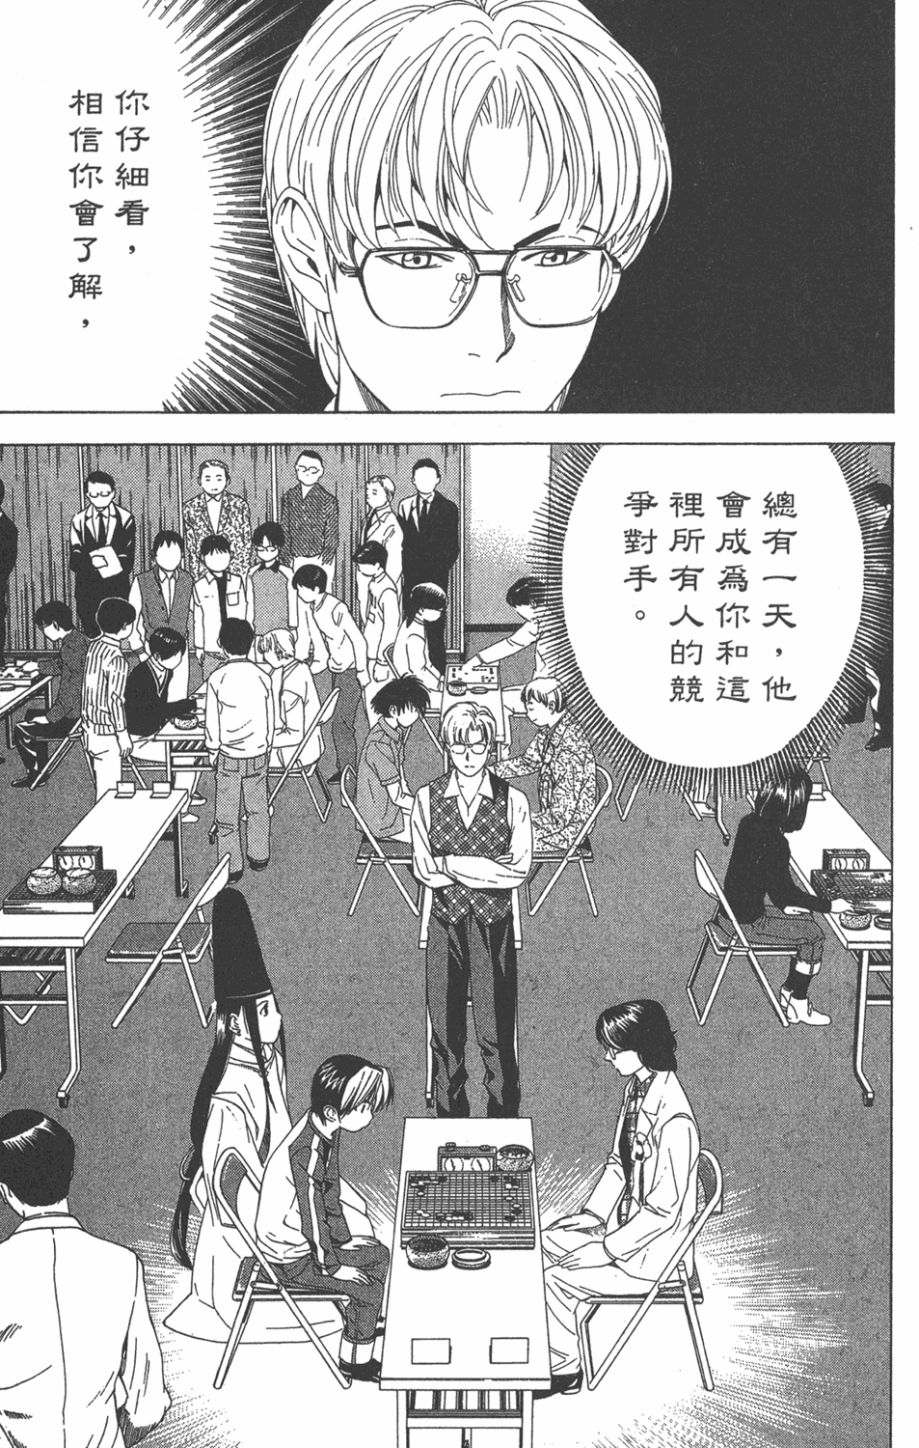 你仔細看，
相信你會了解，
總有一天，他
會成為你和這
裡所有人的競
爭對手。